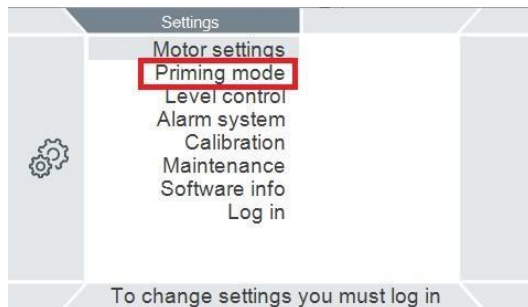 Settings
Motor settings
Priming mode
Level control
Alarm system
Calibration
Maintenance
Software info
Log in
To change settings you must log in